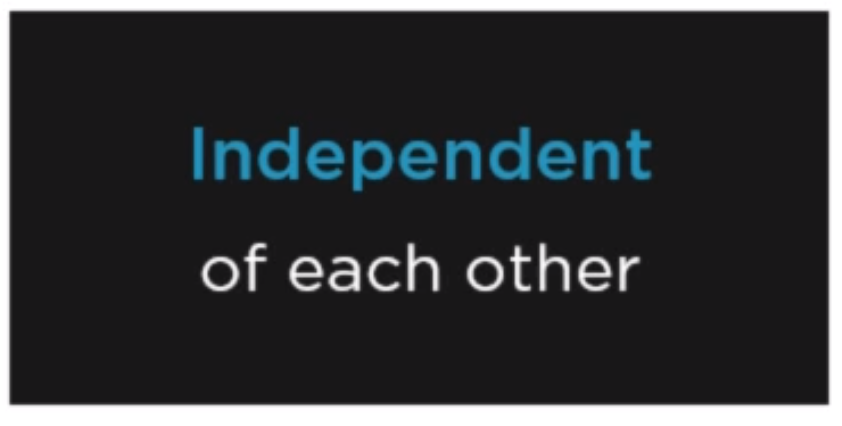 Independent
of each other